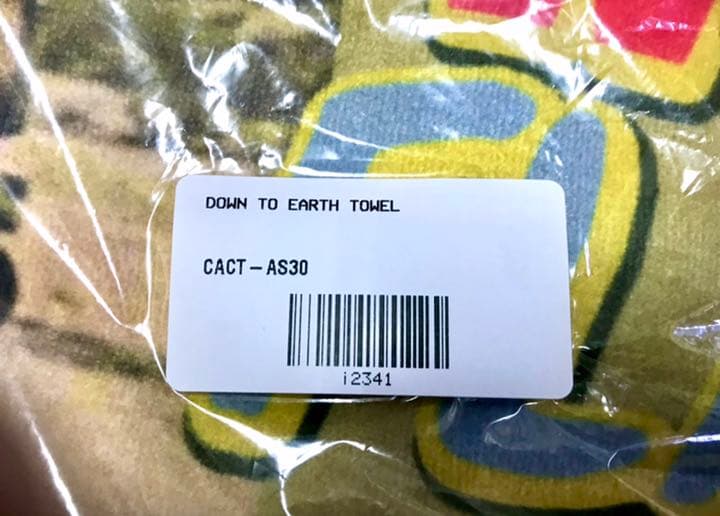 DOWN TO EARTH TOWEL
CACT-AS30
i2341